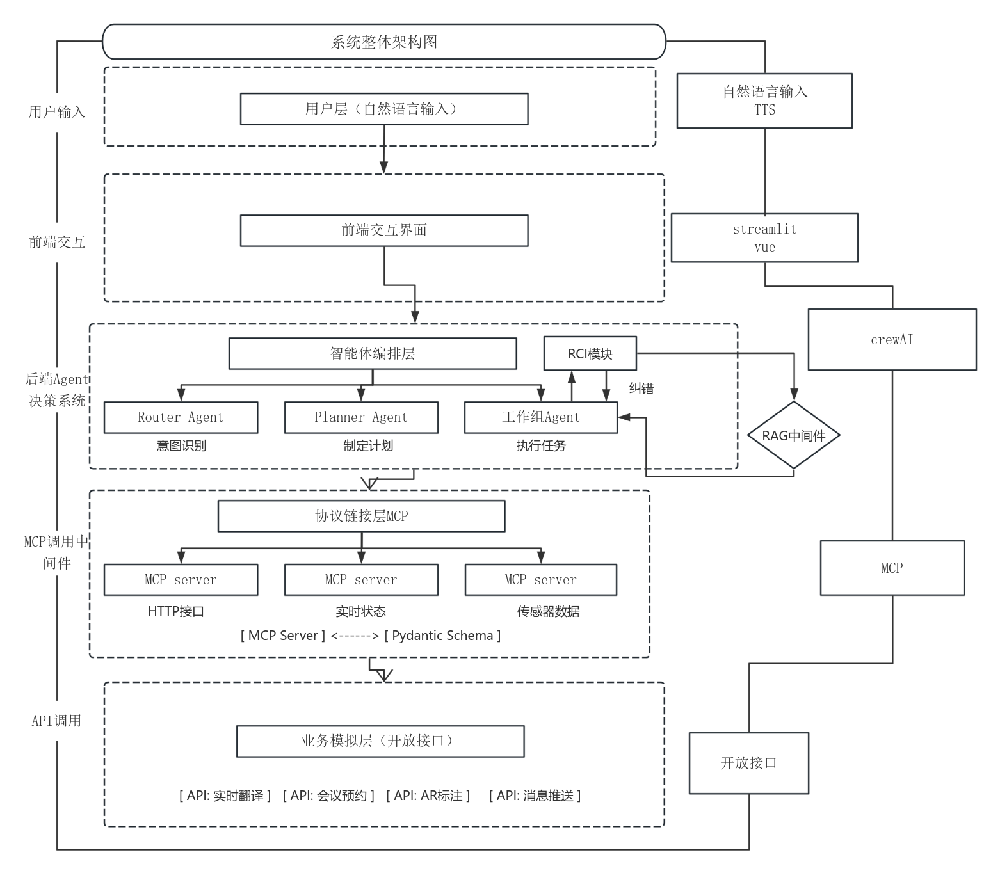 系统整体架构图
用户输入
用户层（自然语言输入）
自然语言输入
TTS
前端交互
前端交互界面
streamlit
vue
后端Agent
决策系统
智能体编排层
RCI模块
纠错
crewAI
Router Agent
Planner Agent
工作组Agent
意图识别
制定计划
执行任务
RAG中间件
MCP调用中
间件
协议链接层MCP
MCP server
MCP server
MCP server
HTTP接口
实时状态
传感器数据
[ MCP Server ] <------> [ Pydantic Schema ]
MCP
API调用
业务模拟层（开放接口）
[ API: 实时翻译 ] [ API: 会议预约 ] [ API: AR标注 ] [ API: 消息推送 ]
开放接口